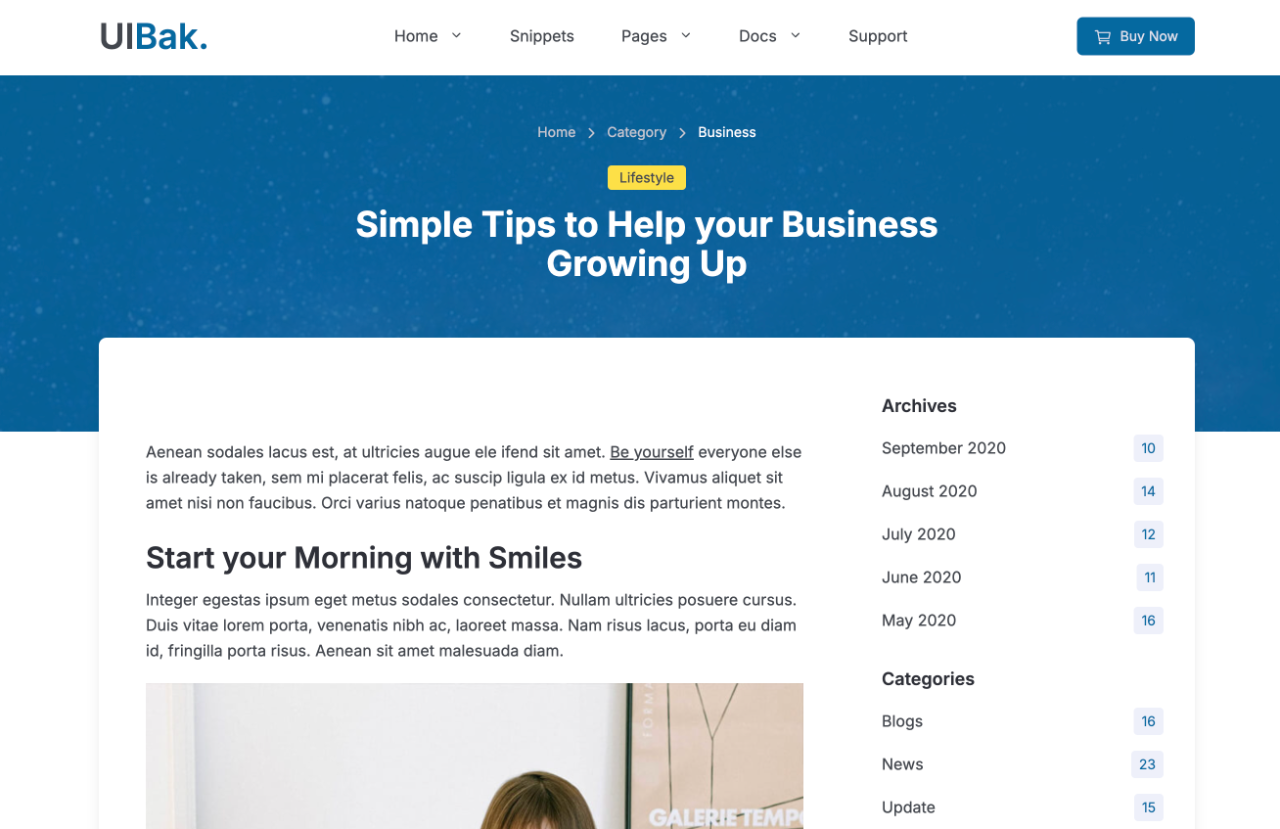 UIBak.
Home
Snippets
Pages
Docs
Support
Buy Now
Home > Category > Business
Lifestyle
Simple Tips to Help your Business
Growing Up
Aenean sodales lacus est, at ultricies augue ele ifend sit amet. Be yourself everyone else
is already taken, sem mi placerat felis, ac suscip ligula ex id metus. Vivamus aliquet sit
amet nisi non faucibus. Orci varius natoque penatibus et magnis dis parturient montes.
Start your Morning with Smiles
Integer egestas ipsum eget metus sodales consectetur. Nullam ultricies posuere cursus.
Duis vitae lorem porta, venenatis nibh ac, laoreet massa. Nam risus lacus, porta eu diam
id, fringilla porta risus. Aenean sit amet malesuada diam.
FORMA
GALERIE TEMPO
Archives
September 2020 10
August 2020 14
July 2020 12
June 2020 11
May 2020 16
Categories
Blogs 16
News 23
Update 15